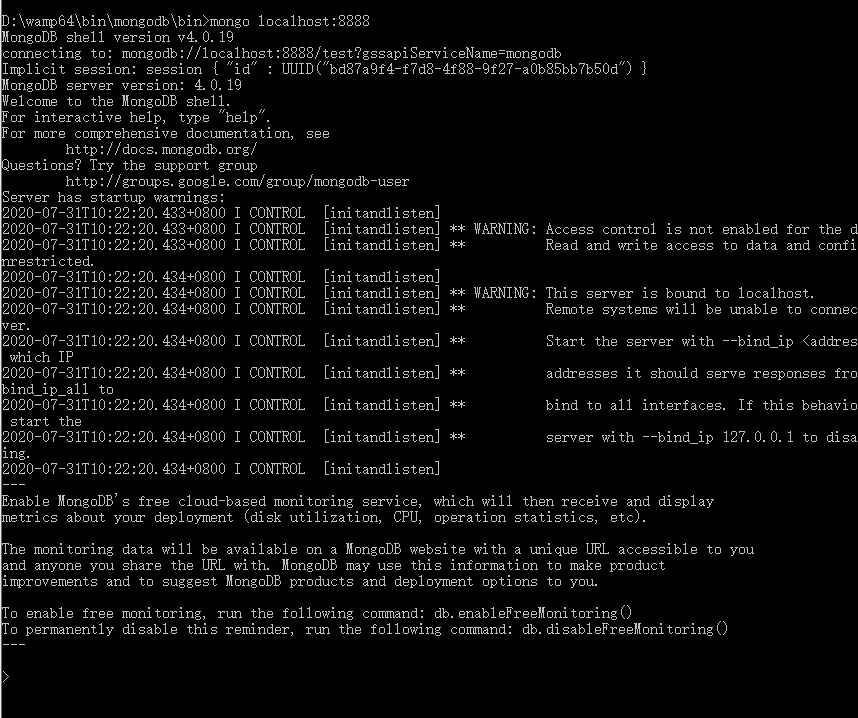 D:\wamp64\bin\mongodb\bin>mongo localhost:8888
MongoDB shell version v4.0.19
connecting to: mongodb://localhost:8888/test?gssapiServiceName=mongodb
Implicit session: session { "id" : UUID("bd87a9f4-f7d8-4f88-9f27-a0b85bb7b50d") }
MongoDB server version: 4.0.19
Welcome to the MongoDB shell.
For interactive help, type "help".
For more comprehensive documentation, see
        http://docs.mongodb.org/
Questions? Try the support group
        http://groups.google.com/group/mongodb-user
Server has startup warnings:
2020-07-31T10:22:20.433+0800 I CONTROL  [initandlisten]
2020-07-31T10:22:20.433+0800 I CONTROL  [initandlisten] ** WARNING: Access control is not enabled for the d
2020-07-31T10:22:20.433+0800 I CONTROL  [initandlisten] **          Read and write access to data and confi
nrestricted.
2020-07-31T10:22:20.434+0800 I CONTROL  [initandlisten]
2020-07-31T10:22:20.434+0800 I CONTROL  [initandlisten] ** WARNING: This server is bound to localhost.
2020-07-31T10:22:20.434+0800 I CONTROL  [initandlisten] **          Remote systems will be unable to connec
ver.
2020-07-31T10:22:20.434+0800 I CONTROL  [initandlisten] **          Start the server with --bind_ip <addres
 which IP
2020-07-31T10:22:20.434+0800 I CONTROL  [initandlisten] **          addresses it should serve responses fro
bind_ip_all to
2020-07-31T10:22:20.434+0800 I CONTROL  [initandlisten] **          bind to all interfaces. If this behavio
 start the
2020-07-31T10:22:20.434+0800 I CONTROL  [initandlisten] **          server with --bind_ip 127.0.0.1 to disa
ing.
2020-07-31T10:22:20.434+0800 I CONTROL  [initandlisten]
---
Enable MongoDB's free cloud-based monitoring service, which will then receive and display
metrics about your deployment (disk utilization, CPU, operation statistics, etc).

The monitoring data will be available on a MongoDB website with a unique URL accessible to you
and anyone you share the URL with. MongoDB may use this information to make product
improvements and to suggest MongoDB products and deployment options to you.

To enable free monitoring, run the following command: db.enableFreeMonitoring()
To permanently disable this reminder, run the following command: db.disableFreeMonitoring()
---

>